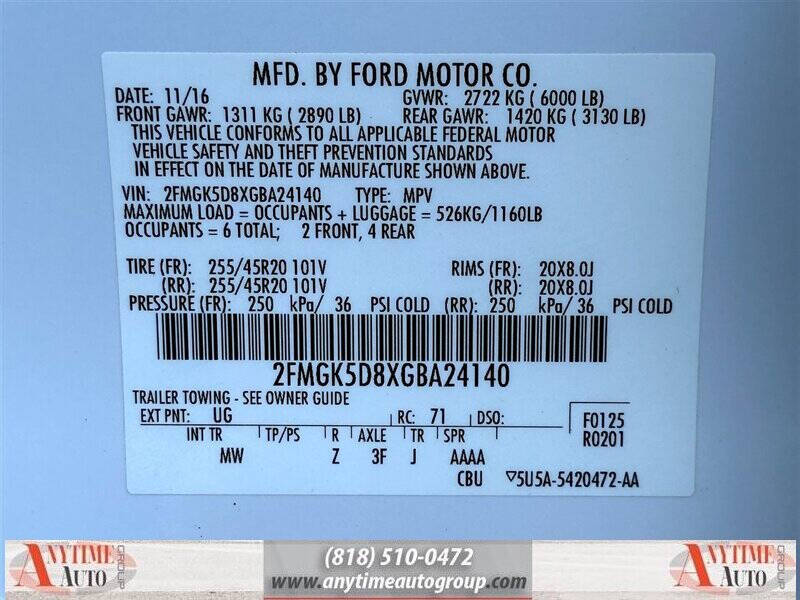 MFD. BY FORD MOTOR CO.
DATE: 11/16 GVWR: 2722 KG ( 6000 LB)
FRONT GAWR: 1311 KG ( 2890 LB) REAR GAWR: 1420 KG ( 3130 LB)
THIS VEHICLE CONFORMS TO ALL APPLICABLE FEDERAL MOTOR
VEHICLE SAFETY AND THEFT PREVENTION STANDARDS
IN EFFECT ON THE DATE OF MANUFACTURE SHOWN ABOVE.
VIN: 2FMGK5D8XGBA24140 TYPE: MPV
MAXIMUM LOAD = OCCUPANTS + LUGGAGE = 526KG/1160LB
OCCUPANTS = 6 TOTAL; 2 FRONT, 4 REAR
TIRE (FR): 255/45R20 101V RIMS (FR): 20X8.0J
(RR): 255/45R20 101V (RR): 20X8.0J
PRESSURE (FR): 250 kPa/ 36 PSI COLD (RR): 250 kPa/ 36 PSI COLD
2FMGK5D8XGBA24140
TRAILER TOWING - SEE OWNER GUIDE
EXT PNT: UG RC: 71 DSO: F0125
INT TR TP/PS R AXLE TR SPR R0201
MW Z 3F J AAAA
CBU ▽5U5A-5420472-AA
ANYTIME AUTO GROUP
(818) 510-0472
www.anytimeautogroup.com
ANYTIME AUTO GROUP